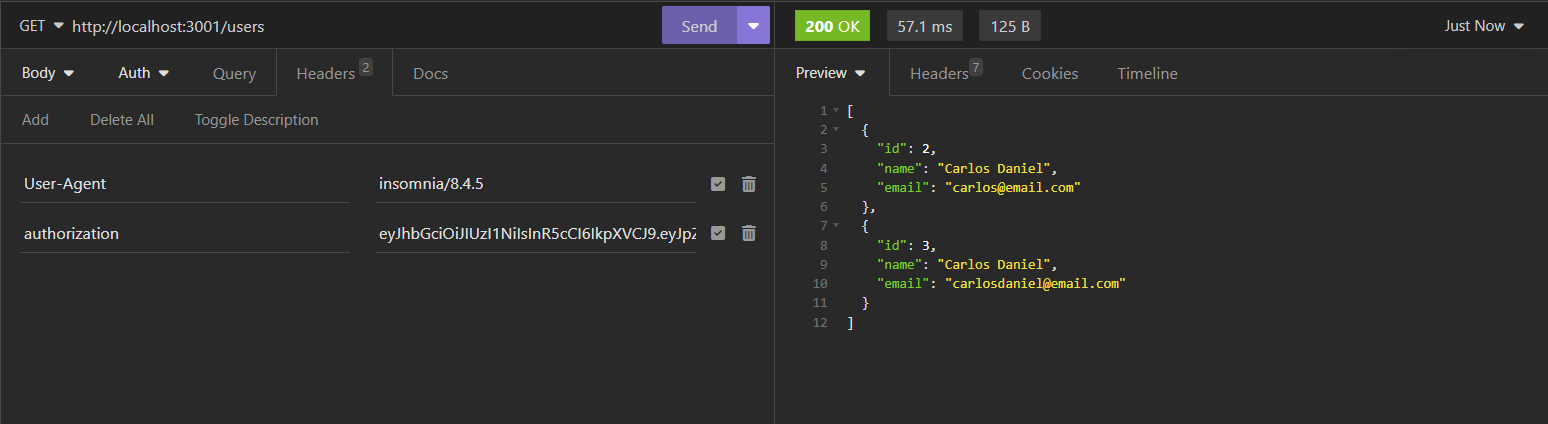 GET http://localhost:3001/users Send
Body Auth Query Headers 2 Docs
Add Delete All Toggle Description
User-Agent insomnia/8.4.5
authorization eyJhbGciOiJIUzI1NiIsInR5cCI6IkpXVCJ9.eyJpZ
200 OK 57.1 ms 125 B Just Now
Preview Headers 7 Cookies Timeline
1 [
2 {
3 "id": 2,
4 "name": "Carlos Daniel",
5 "email": "carlos@email.com"
6 },
7 {
8 "id": 3,
9 "name": "Carlos Daniel",
10 "email": "carlosdaniel@email.com"
11 }
12 ]